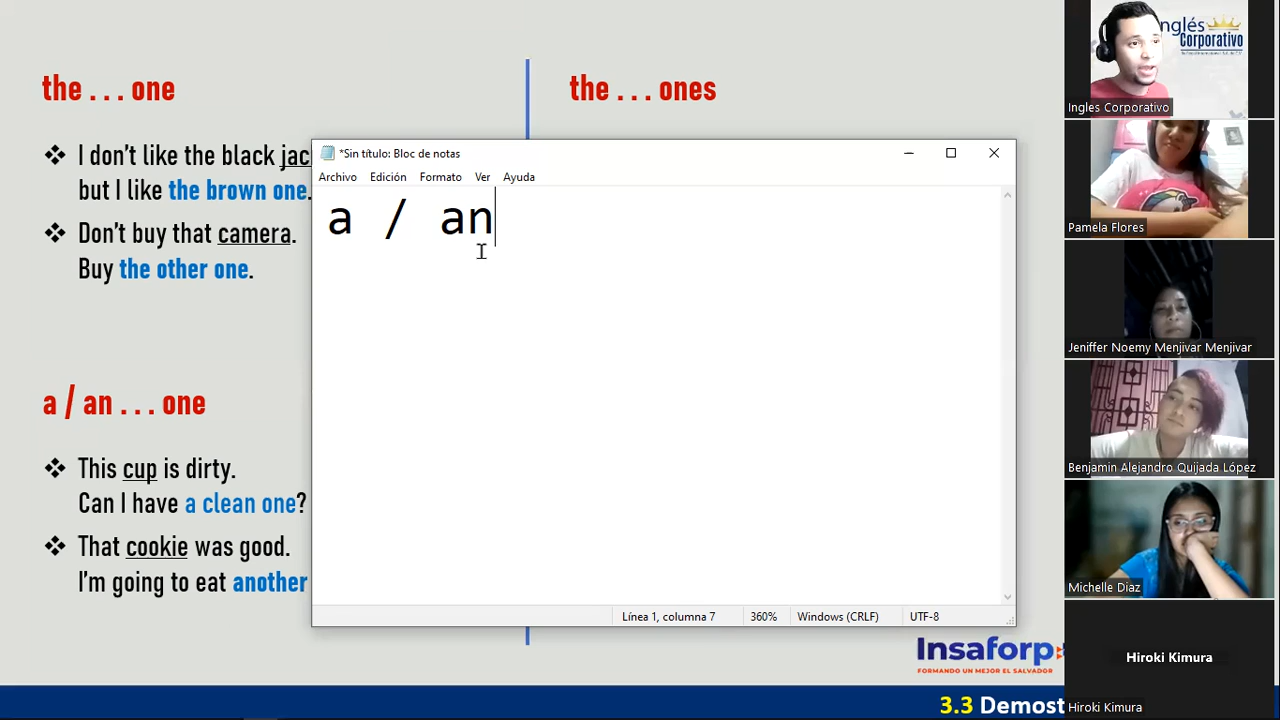 the . . . one
the . . . ones
❖ I don't like the black
but I like the brown one.
❖ Don't buy that camera.
Buy the other one.
a / an . . . one
❖ This cup is dirty.
Can I have a clean one?
❖ That cookie was good.
I'm going to eat another
*Sin título: Bloc de notas
Archivo Edición Formato Ver Ayuda
a / an
Línea 1, columna 7 360% Windows (CRLF) UTF-8
Insaforp
FORMANDO UN MEJOR EL SALVADOR
3.3 Demost
Inglés
Corporativo
Ingles Corporativo
Pamela Flores
Jeniffer Noemy Menjivar Menjivar
Benjamin Alejandro Quijada López
Michelle Diaz
Hiroki Kimura
Hiroki Kimura